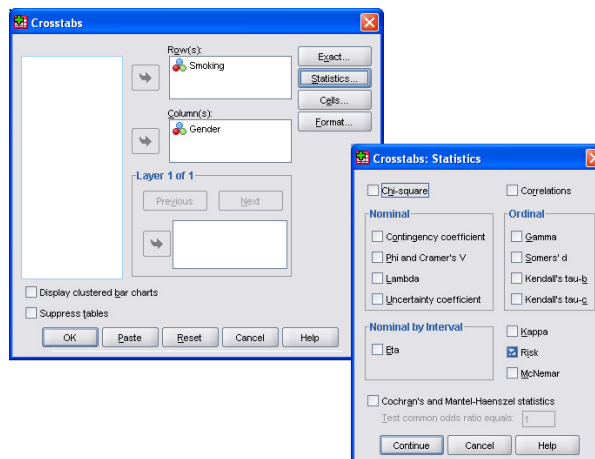 Crosstabs
Row(s):
Smoking
Exact...
Statistics...
Cells...
Format...
Column(s):
Gender
Layer 1 of 1
Previous Next
Display clustered bar charts
Suppress tables
OK Paste Reset Cancel Help
Crosstabs: Statistics
Chi-square Correlations
Nominal Ordinal
Contingency coefficient Gamma
Phi and Cramer's V Somers' d
Lambda Kendall's tau-b
Uncertainty coefficient Kendall's tau-c
Nominal by Interval
Eta
Kappa
Risk
McNemar
Cochran's and Mantel-Haenszel statistics
Test common odds ratio equals: 1
Continue Cancel Help